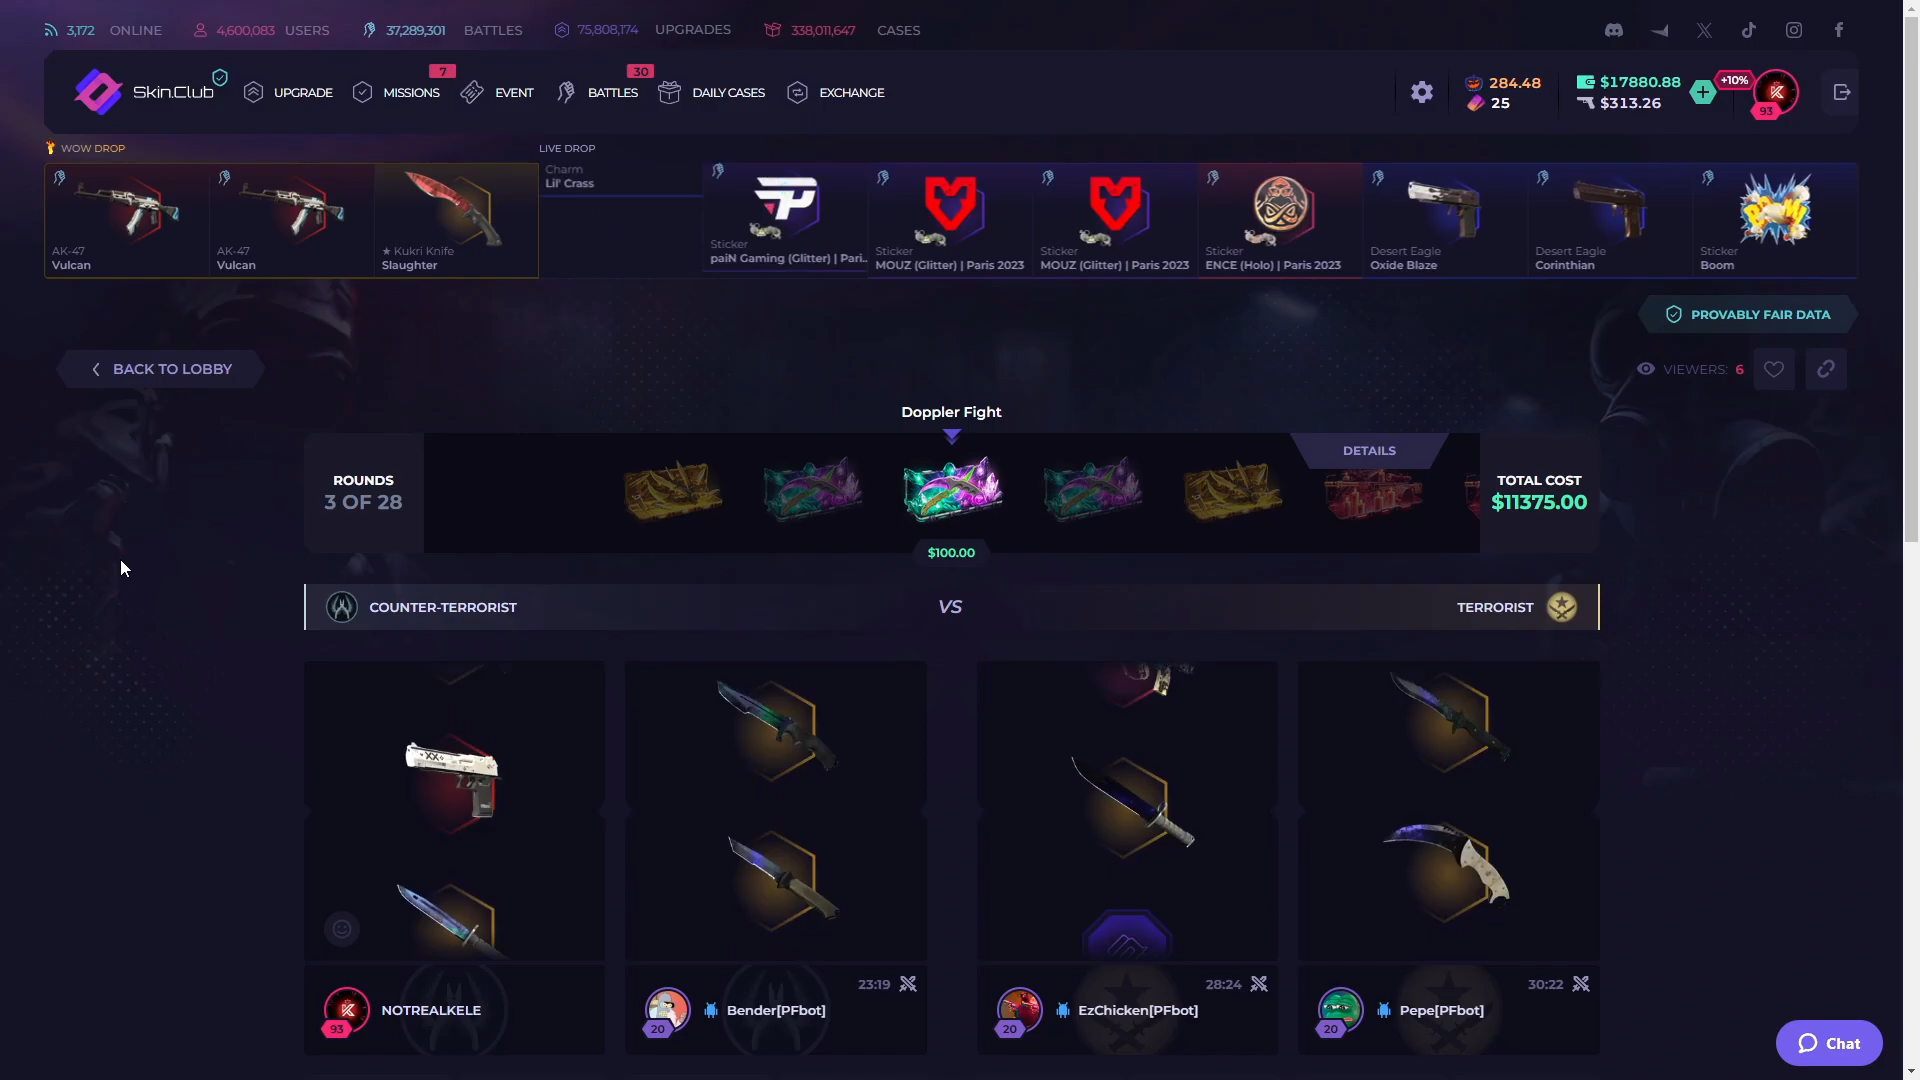 3,172 ONLINE 4,600,083 USERS 37,289,301 BATTLES 75,808,174 UPGRADES 338,011,647 CASES
Skin.Club UPGRADE 7 MISSIONS EVENT 30 BATTLES DAILY CASES EXCHANGE
284.48
25
$17880.88
$313.26
+10%
93
WOW DROP
LIVE DROP
AK-47
Vulcan
AK-47
Vulcan
★ Kukri Knife
Slaughter
Charm
Lil' Crass
Sticker
paiN Gaming (Glitter) | Pari...
Sticker
MOUZ (Glitter) | Paris 2023
Sticker
MOUZ (Glitter) | Paris 2023
Sticker
ENCE (Holo) | Paris 2023
Desert Eagle
Oxide Blaze
Desert Eagle
Corinthian
Sticker
Boom
PROVABLY FAIR DATA
BACK TO LOBBY
VIEWERS: 6
Doppler Fight
DETAILS
ROUNDS
3 OF 28
TOTAL COST
$11375.00
$100.00
COUNTER-TERRORIST VS TERRORIST
93 NOTREALKELE
23:19
20 Bender[PFbot]
28:24
20 EzChicken[PFbot]
30:22
20 Pepe[PFbot]
Chat